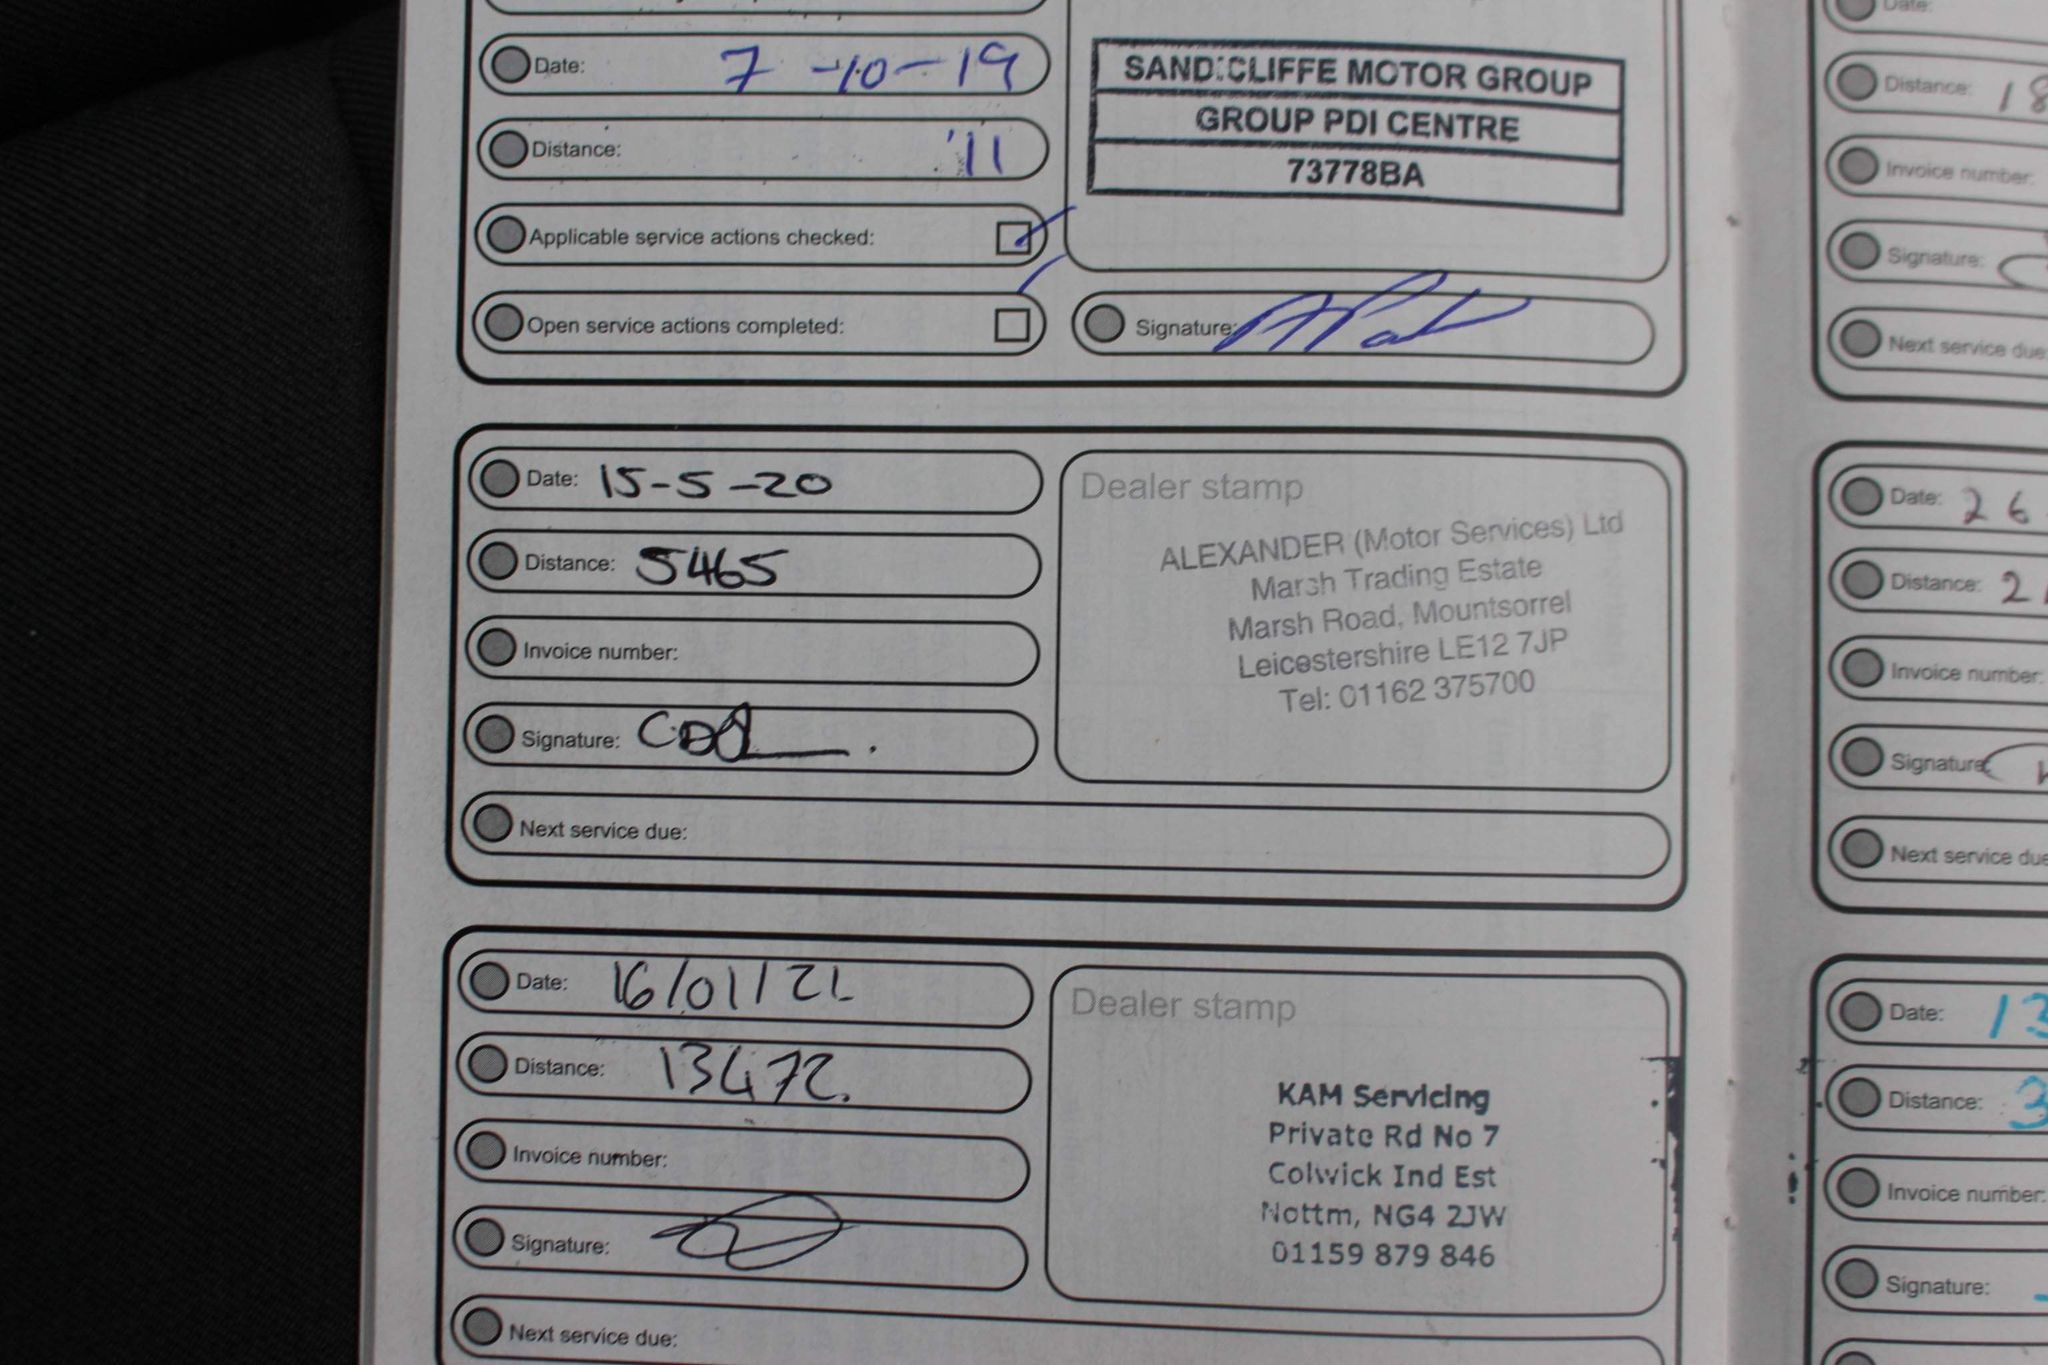 Date: 7-10-19
Distance: 11
Applicable service actions checked:
Open service actions completed:
SANDICLIFFE MOTOR GROUP
GROUP PDI CENTRE
73778BA
Signature:
Date: 15-5-20
Distance: 5465
Invoice number:
Signature:
Next service due:
Dealer stamp
ALEXANDER (Motor Services) Ltd
Marsh Trading Estate
Marsh Road, Mountsorrel
Leicestershire LE12 7JP
Tel: 01162 375700
Date: 16/01/21
Distance: 13472.
Invoice number:
Signature:
Next service due:
Dealer stamp
KAM Servicing
Private Rd No 7
Colwick Ind Est
Nottm, NG4 2JW
01159 879 846
Date:
Distance: 18
Invoice number:
Signature:
Next service due:
Date: 26
Distance: 2
Invoice number:
Signature
Next service due
Date: 13
Distance: 3
Invoice number:
Signature: